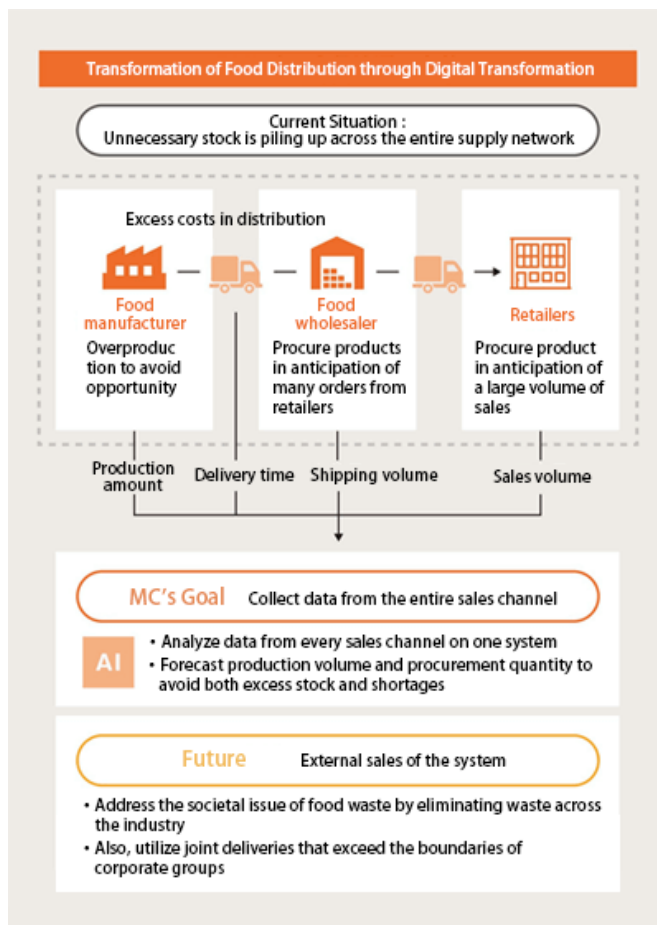 Transformation of Food Distribution through Digital Transformation
Current Situation :
Unnecessary stock is piling up across the entire supply network
Excess costs in distribution
Food
manufacturer
Overproduc
tion to avoid
opportunity
Food
wholesaler
Procure products
in anticipation of
many orders from
retailers
Retailers
Procure product
in anticipation of
a large volume of
sales
Production
amount
Delivery time
Shipping volume
Sales volume
MC's Goal Collect data from the entire sales channel
AI
• Analyze data from every sales channel on one system
• Forecast production volume and procurement quantity to
avoid both excess stock and shortages
Future External sales of the system
• Address the societal issue of food waste by eliminating waste across
the industry
• Also, utilize joint deliveries that exceed the boundaries of
corporate groups